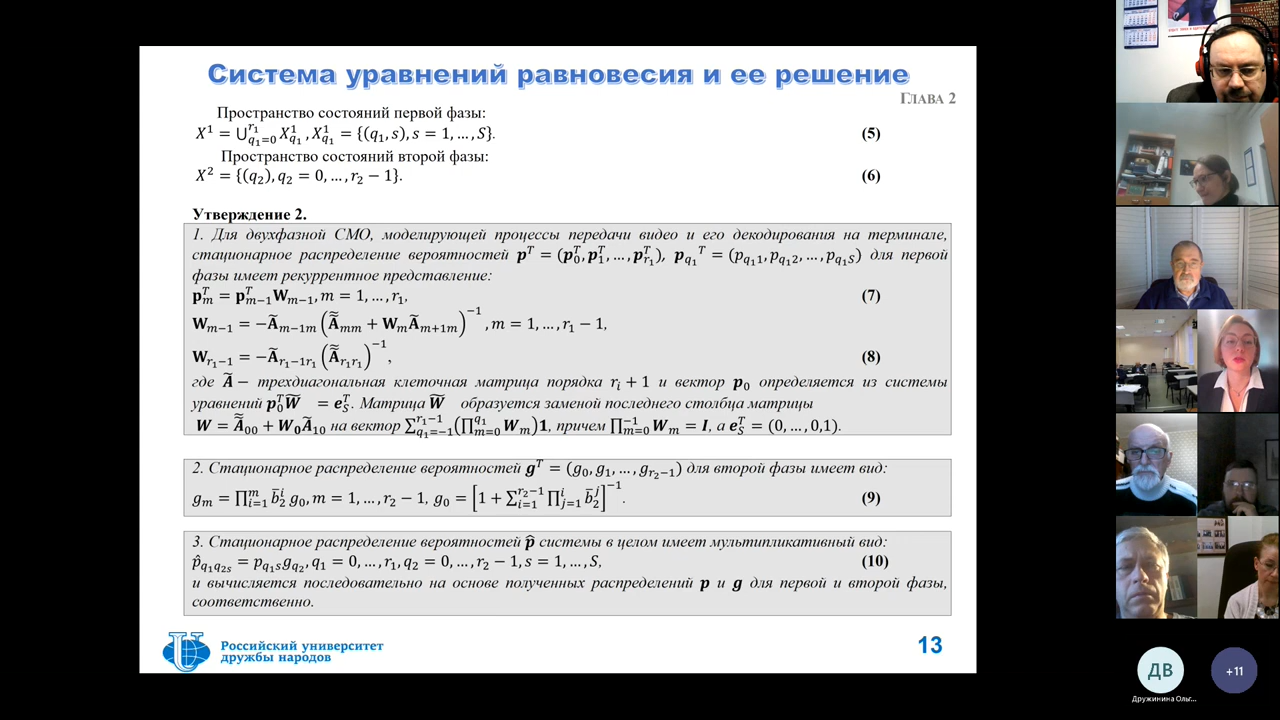 Система уравнений равновесия и ее решение
Глава 2
Пространство состояний первой фазы:
X¹ = ⋃_{q₁=0}^{r₁} X¹_{q₁}, X¹_{q₁} = {(q₁, s), s = 1, …, S}. (5)
Пространство состояний второй фазы:
X² = {(q₂), q₂ = 0, …, r₂ − 1}. (6)
Утверждение 2.
1. Для двухфазной СМО, моделирующей процессы передачи видео и его декодирования на терминале,
стационарное распределение вероятностей p^T = (p_0^T, p_1^T, …, p_{r₁}^T), p_{q₁}^T = (p_{q₁1}, p_{q₁2}, …, p_{q₁S}) для первой
фазы имеет рекуррентное представление:
p_m^T = p_{m−1}^T W_{m−1}, m = 1, …, r₁, (7)
W_{m−1} = −Ã_{m−1m} (Ã̃_{mm} + W_m Ã_{m+1m})^{−1}, m = 1, …, r₁ − 1,
W_{r₁−1} = −Ã_{r₁−1r₁} (Ã̃_{r₁r₁})^{−1}, (8)
где Ã − трехдиагональная клеточная матрица порядка r_i + 1 и вектор p₀ определяется из системы
уравнений p_0^T W̃ = e_S^T. Матрица W̃ образуется заменой последнего столбца матрицы
W = Ã̃₀₀ + W₀Ã₁₀ на вектор ∑_{q₁=−1}^{r₁−1} (∏_{m=0}^{q₁} W_m) 1, причем ∏_{m=0}^{−1} W_m = I, а e_S^T = (0, …, 0,1).
2. Стационарное распределение вероятностей g^T = (g₀, g₁, …, g_{r₂−1}) для второй фазы имеет вид:
g_m = ∏_{i=1}^{m} b̄_2^i g₀, m = 1, …, r₂ − 1, g₀ = [1 + ∑_{i=1}^{r₂−1} ∏_{j=1}^{i} b̄_2^j]^{−1}. (9)
3. Стационарное распределение вероятностей p̂ системы в целом имеет мультипликативный вид:
p̂_{q₁q₂s} = p_{q₁s}g_{q₂}, q₁ = 0, …, r₁, q₂ = 0, …, r₂ − 1, s = 1, …, S, (10)
и вычисляется последовательно на основе полученных распределений p и g для первой и второй фазы,
соответственно.
Российский университет
дружбы народов
13
ДВ
+11
Дружинина Ольг...